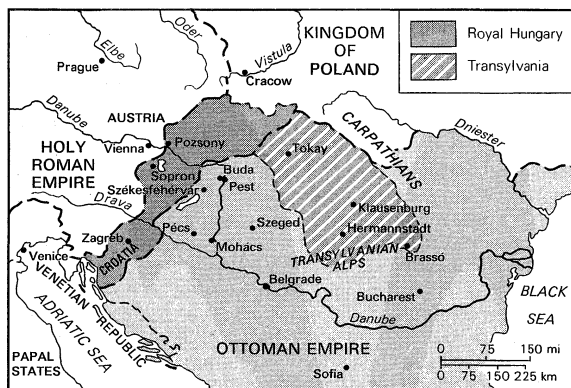 KINGDOM
OF
POLAND
Royal Hungary
Transylvania
Elbe
Oder
Prague
Vistula
Cracow
Danube
AUSTRIA
Vienna
Pozsony
HOLY
ROMAN
EMPIRE
CARPATHIANS
Dniester
Tokay
Sopron
Székesfehérvár
Buda
Pest
Drava
Klausenburg
Hermannstadt
Pécs
Szeged
Mohács
TRANSYLVANIAN
ALPS
Brassó
Zagreb
CROATIA
Venice
VENETIAN REPUBLIC
Belgrade
Bucharest
Danube
BLACK
SEA
ADRIATIC SEA
PAPAL
STATES
OTTOMAN EMPIRE
Sofia
0 75 150 mi
0 75 150 225 km